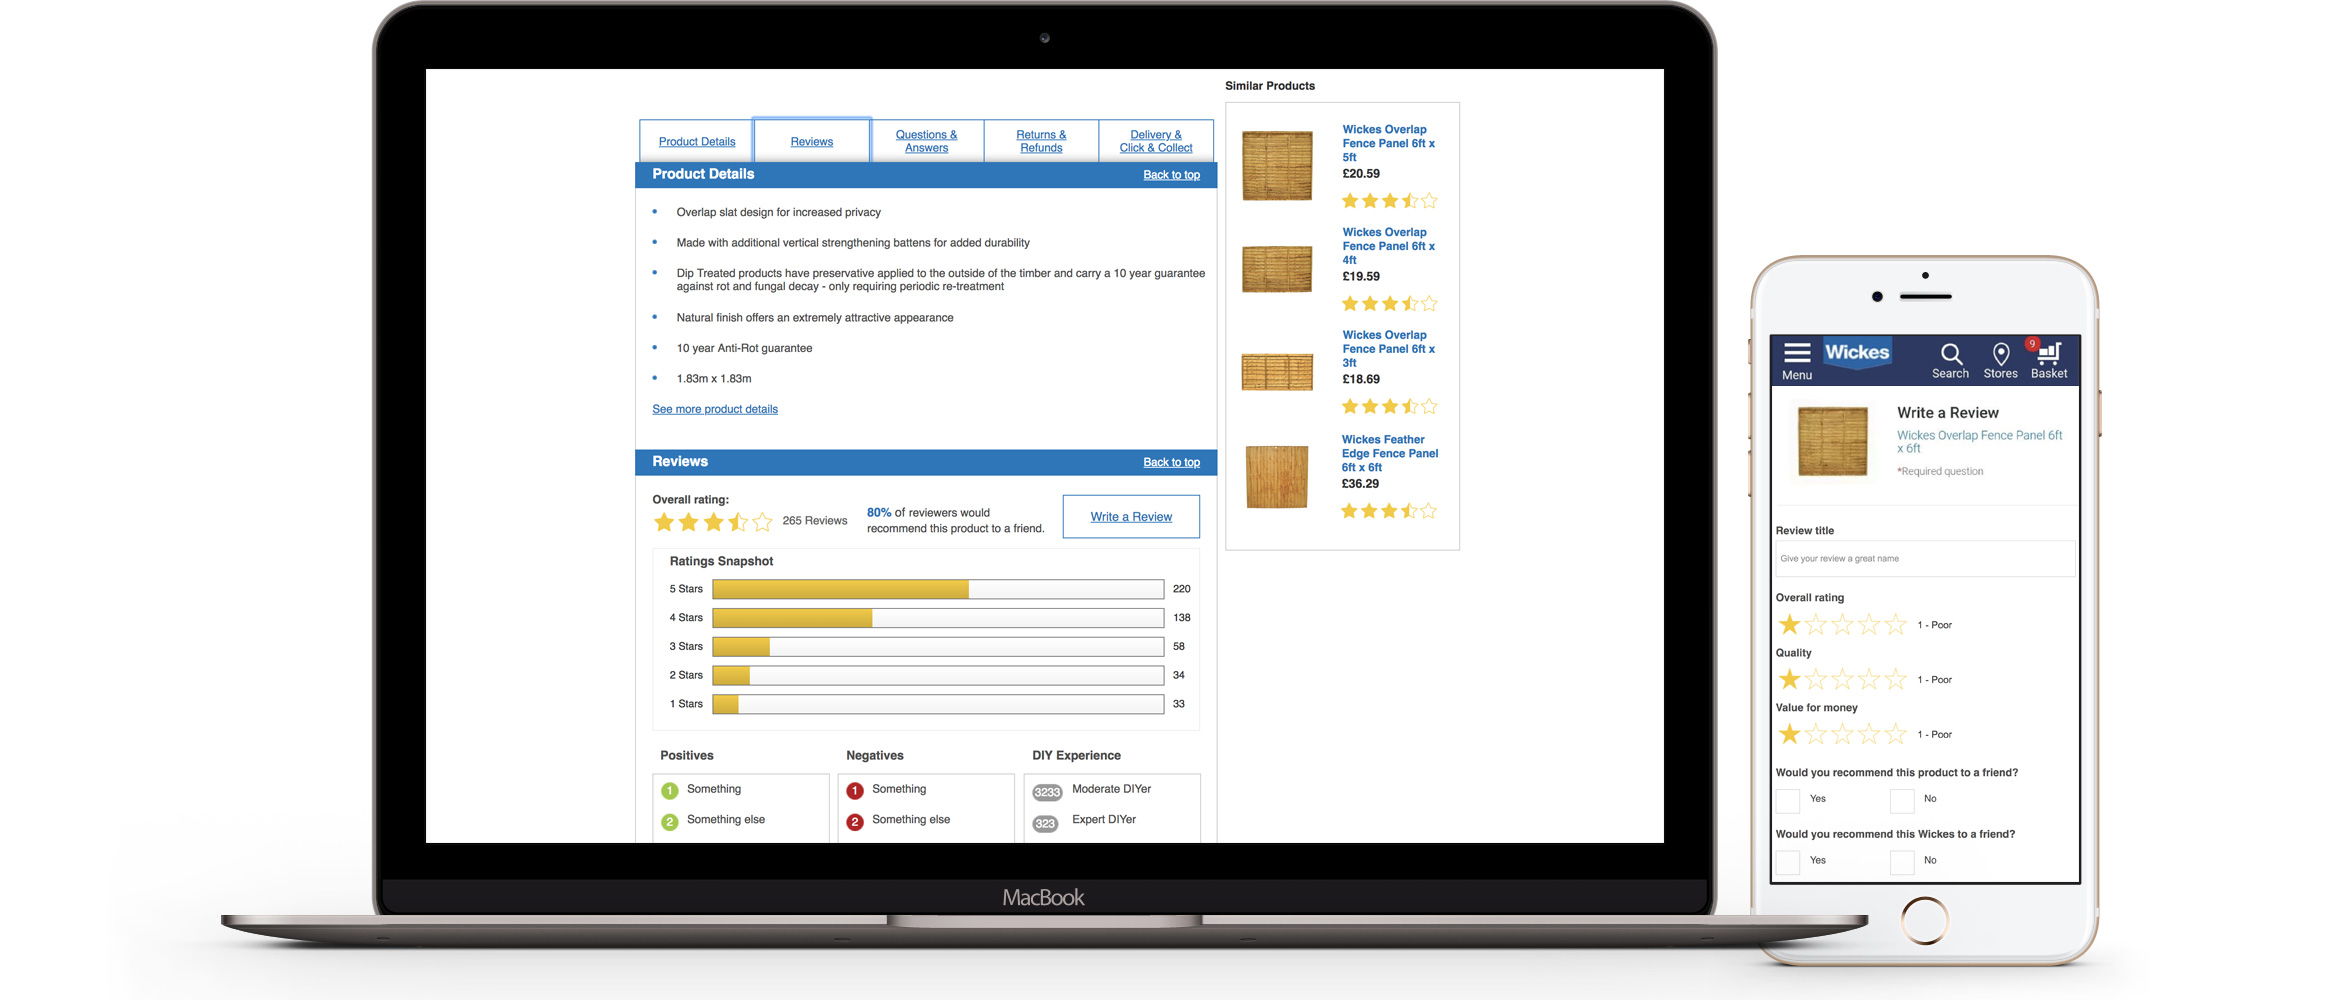 Similar Products
Product Details
Reviews
Questions &
Answers
Returns &
Refunds
Delivery &
Click & Collect
Product Details
Back to top
Overlap slat design for increased privacy
Made with additional vertical strengthening battens for added durability
Dip Treated products have preservative applied to the outside of the timber and carry a 10 year guarantee
against rot and fungal decay - only requiring periodic re-treatment
Natural finish offers an extremely attractive appearance
10 year Anti-Rot guarantee
1.83m x 1.83m
See more product details
Reviews
Back to top
Overall rating:
265 Reviews
80% of reviewers would
recommend this product to a friend.
Write a Review
Ratings Snapshot
5 Stars 220
4 Stars 138
3 Stars 58
2 Stars 34
1 Stars 33
Positives
1 Something
2 Something else
Negatives
1 Something
2 Something else
DIY Experience
3233 Moderate DIYer
323 Expert DIYer
Wickes Overlap
Fence Panel 6ft x
5ft
£20.59
Wickes Overlap
Fence Panel 6ft x
4ft
£19.59
Wickes Overlap
Fence Panel 6ft x
3ft
£18.69
Wickes Feather
Edge Fence Panel
6ft x 6ft
£36.29
MacBook
Menu
Wickes
Search
Stores
9
Basket
Write a Review
Wickes Overlap Fence Panel 6ft
x 6ft
*Required question
Review title
Give your review a great name
Overall rating
1 - Poor
Quality
1 - Poor
Value for money
1 - Poor
Would you recommend this product to a friend?
Yes No
Would you recommend this Wickes to a friend?
Yes No